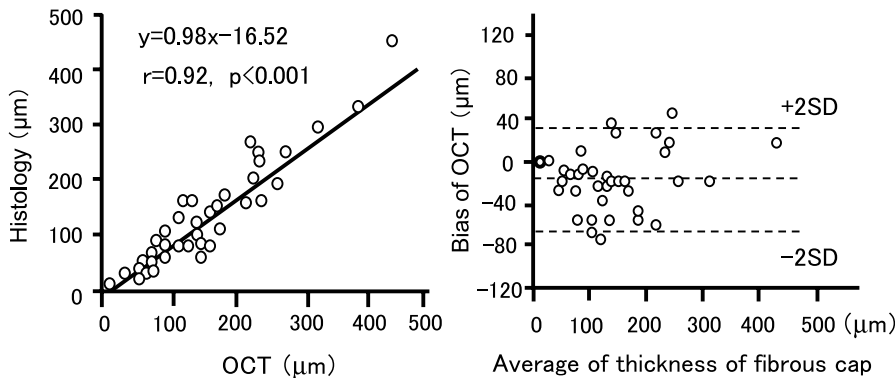 y=0.98x−16.52
r=0.92, p<0.001
Histology (μm)
500
400
300
200
100
0
0 100 200 300 400 500
OCT (μm)
Bias of OCT (μm)
120
80
40
0
−40
−80
−120
+2SD
−2SD
0 100 200 300 400 500 (μm)
Average of thickness of fibrous cap